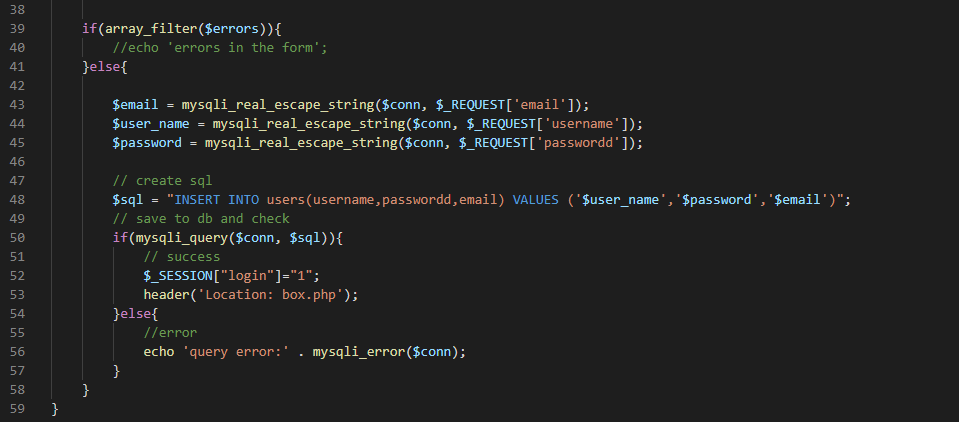 38
39 if(array_filter($errors)){
40 //echo 'errors in the form';
41 }else{
42
43 $email = mysqli_real_escape_string($conn, $_REQUEST['email']);
44 $user_name = mysqli_real_escape_string($conn, $_REQUEST['username']);
45 $password = mysqli_real_escape_string($conn, $_REQUEST['passwordd']);
46
47 // create sql
48 $sql = "INSERT INTO users(username,passwordd,email) VALUES ('$user_name','$password','$email')";
49 // save to db and check
50 if(mysqli_query($conn, $sql)){
51 // success
52 $_SESSION["login"]="1";
53 header('Location: box.php');
54 }else{
55 //error
56 echo 'query error:' . mysqli_error($conn);
57 }
58 }
59 }